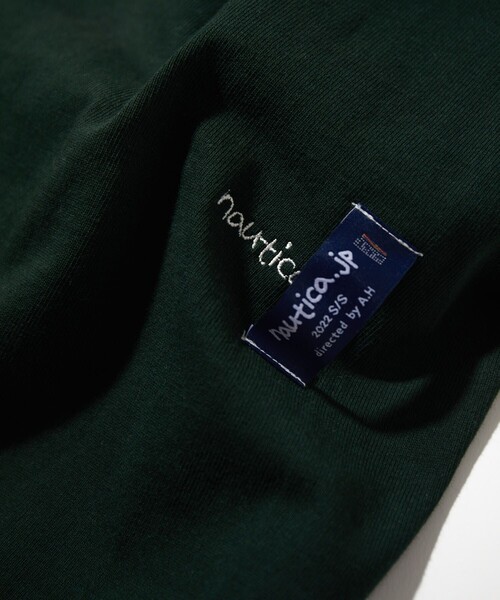 nautica
nautica.jp
2022 S/S
directed by A.H